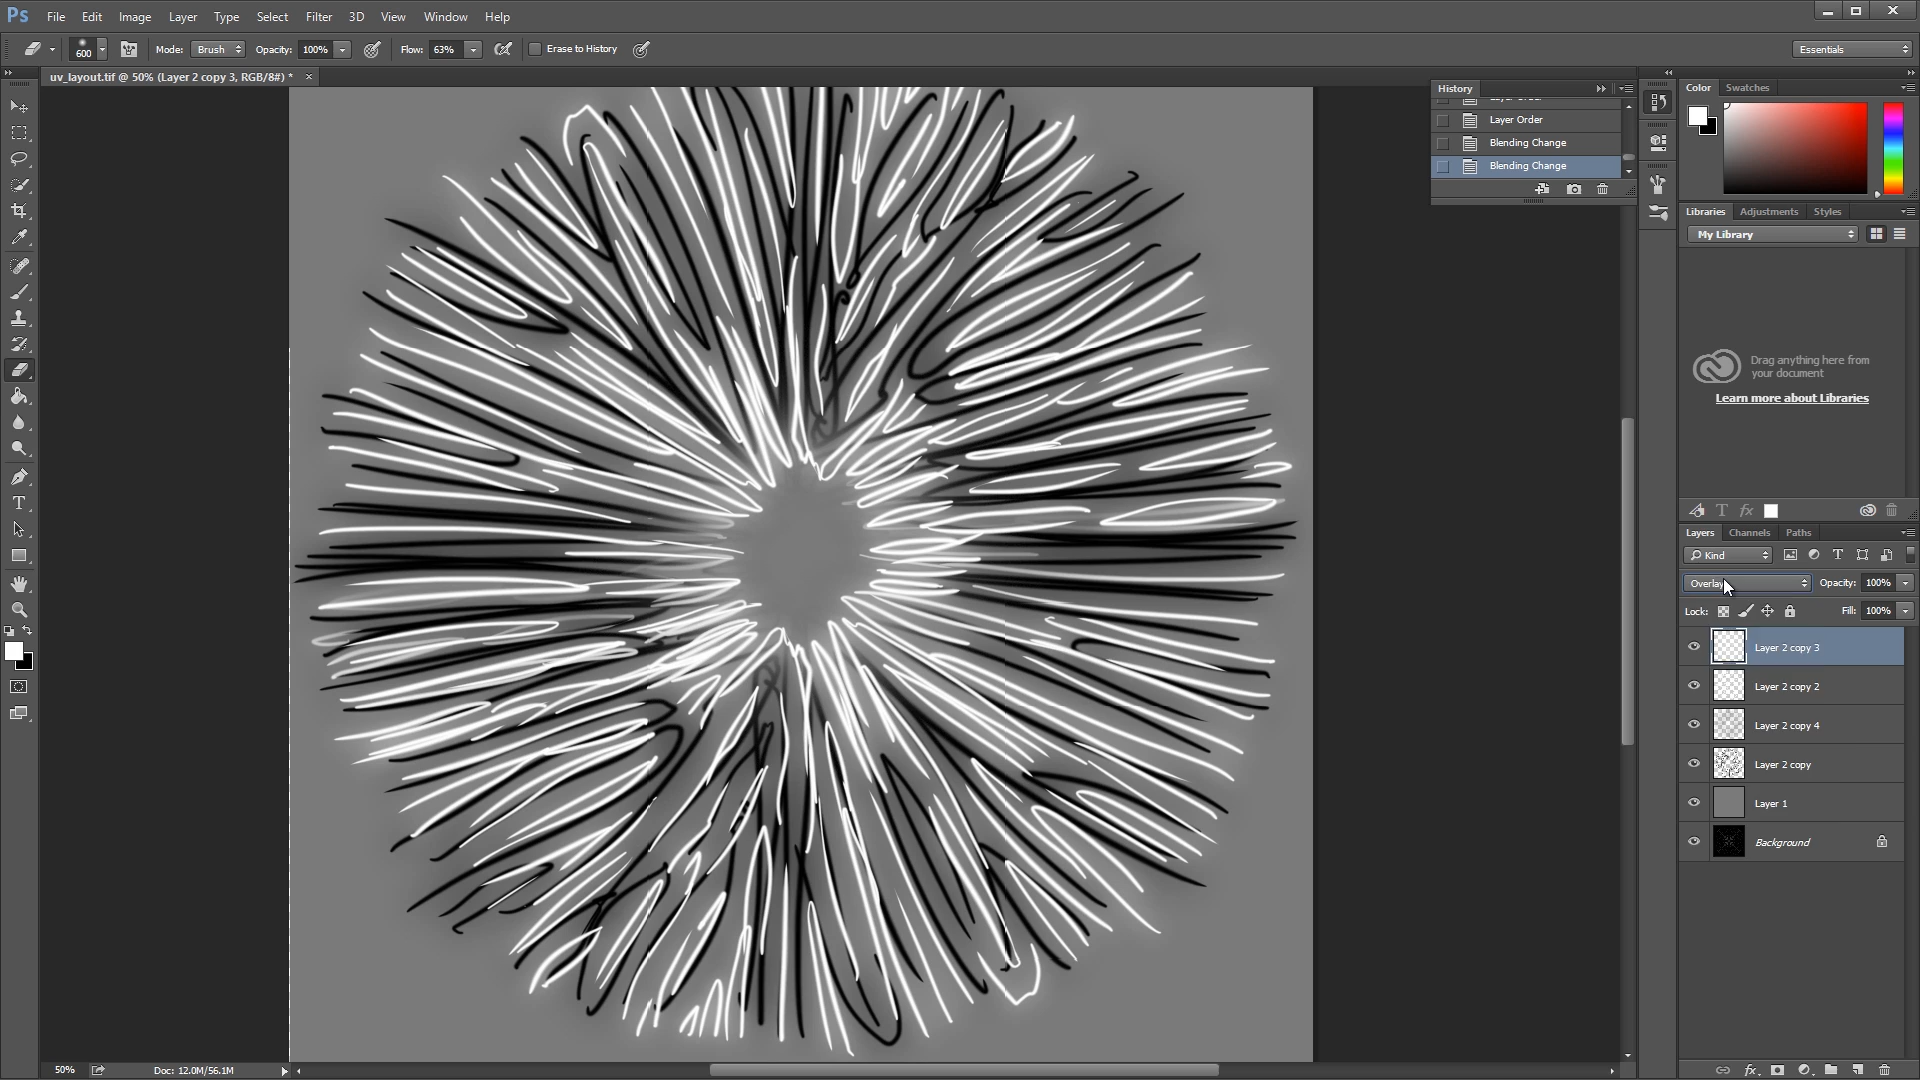 Ps File Edit Image Layer Type Select Filter 3D View Window Help
600 Mode: Brush Opacity: 100% Flow: 63% Erase to History Essentials
uv_layout.tif @ 50% (Layer 2 copy 3, RGB/8#) *
History
Layer Order
Layer Order
Blending Change
Blending Change
Color Swatches
Libraries Adjustments Styles
My Library
Drag anything here from
your document
Learn more about Libraries
Layers Channels Paths
Kind
Overlay Opacity: 100%
Lock: Fill: 100%
Layer 2 copy 3
Layer 2 copy 2
Layer 2 copy 4
Layer 2 copy
Layer 1
Background
50% Doc: 12.0M/56.1M